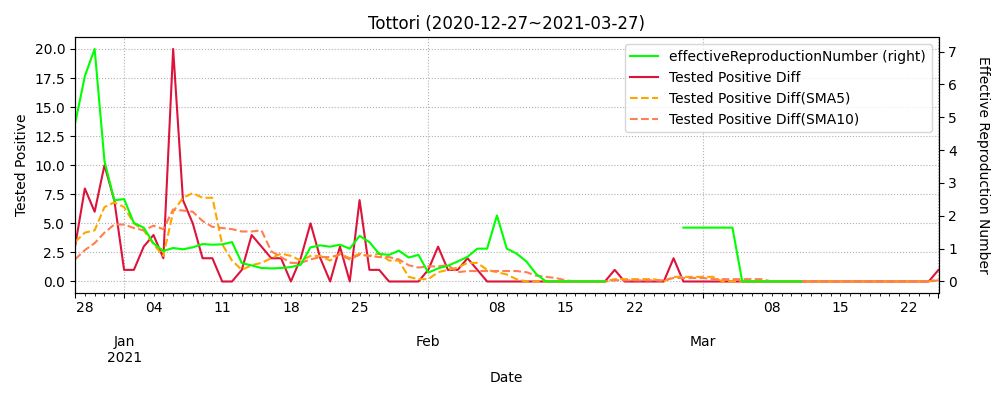 Tottori (2020-12-27~2021-03-27)
effectiveReproductionNumber (right)
Tested Positive Diff
Tested Positive Diff(SMA5)
Tested Positive Diff(SMA10)
Tested Positive
20.0
17.5
15.0
12.5
10.0
7.5
5.0
2.5
0.0
Effective Reproduction Number
7
6
5
4
3
2
1
0
28 04 11 18 25 08 15 22 08 15 22
Jan Feb Mar
2021
Date